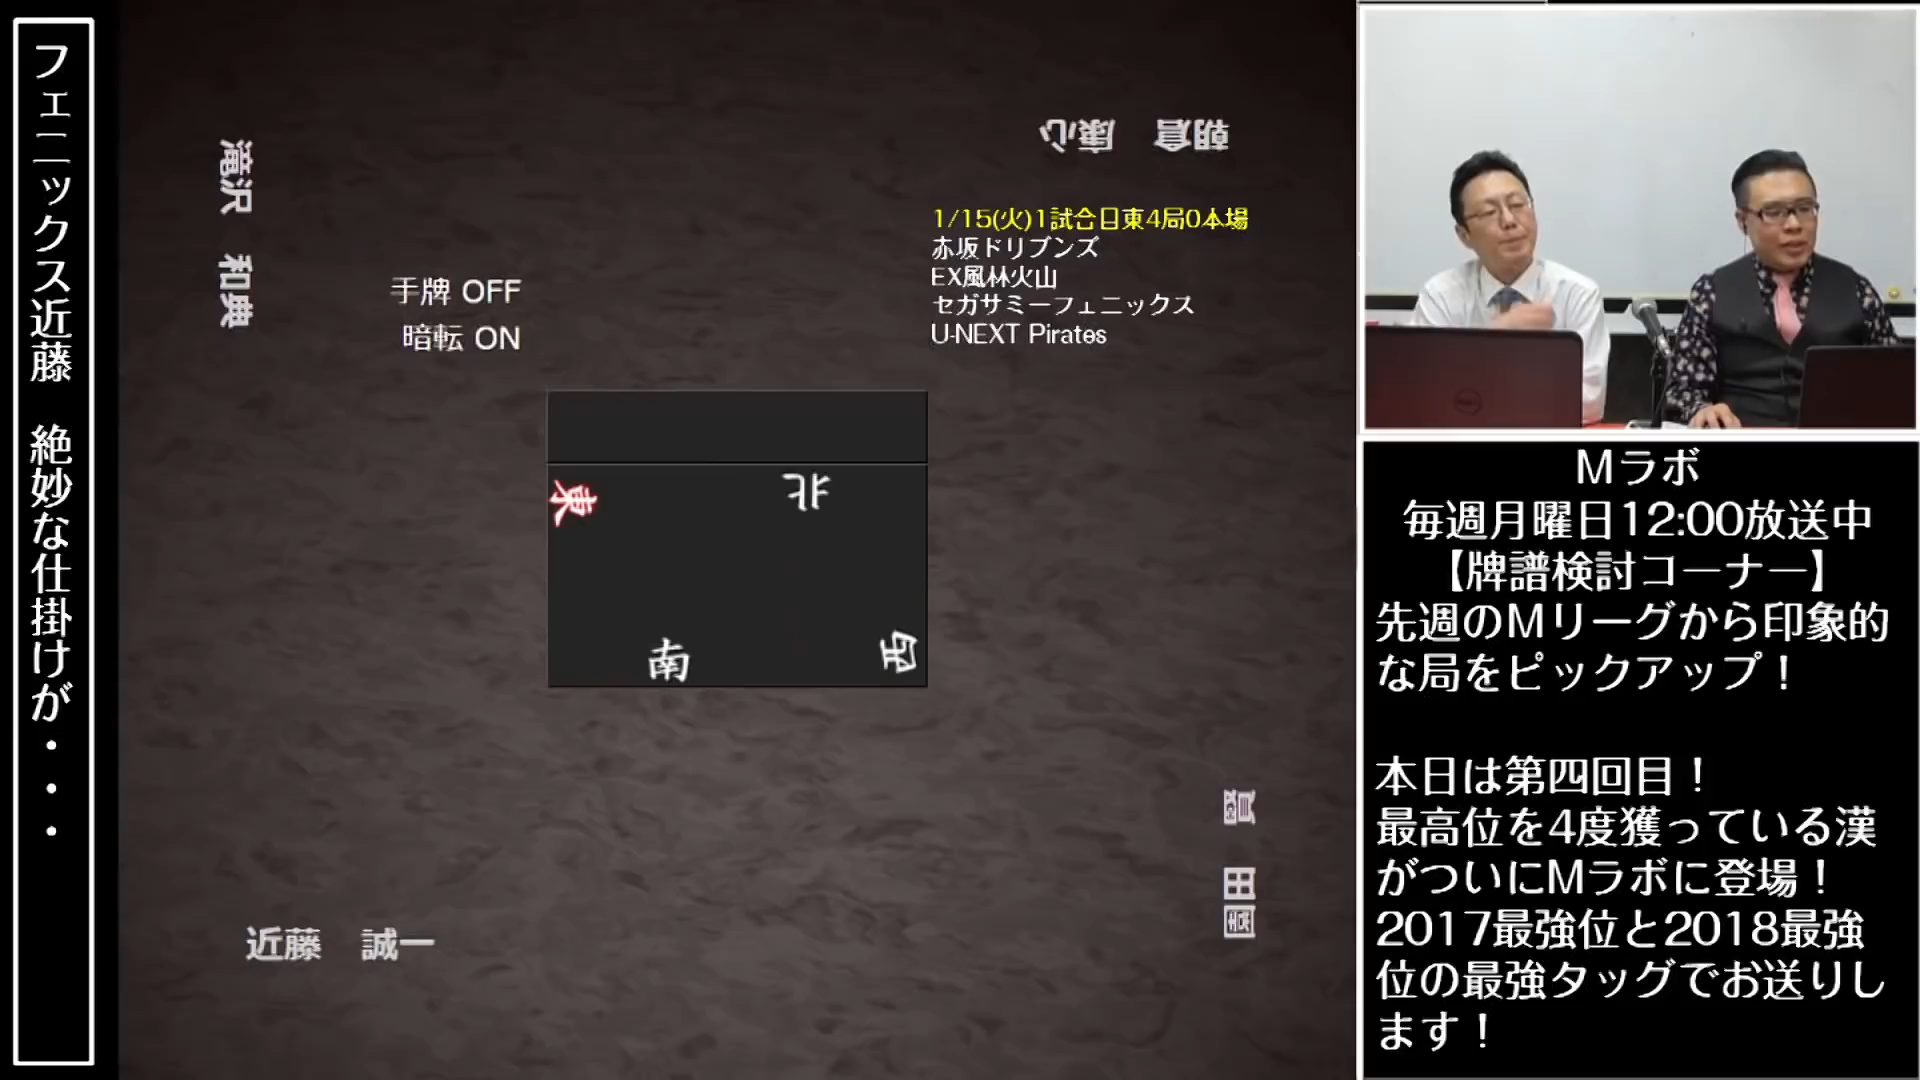 フェニックス近藤　絶妙な仕掛けが・・・
滝沢　和典
朝倉　康心
1/15(火)1試合目東4局0本場
赤坂ドリブンズ
EX風林火山
セガサミーフェニックス
U-NEXT Pirates
手牌 OFF
暗転 ON
東
北
南
西
園田　賢
近藤　誠一
DELL
Mラボ
毎週月曜日12:00放送中
【牌譜検討コーナー】
先週のMリーグから印象的
な局をピックアップ！
本日は第四回目！
最高位を4度獲っている漢
がついにMラボに登場！
2017最強位と2018最強
位の最強タッグでお送りし
ます！